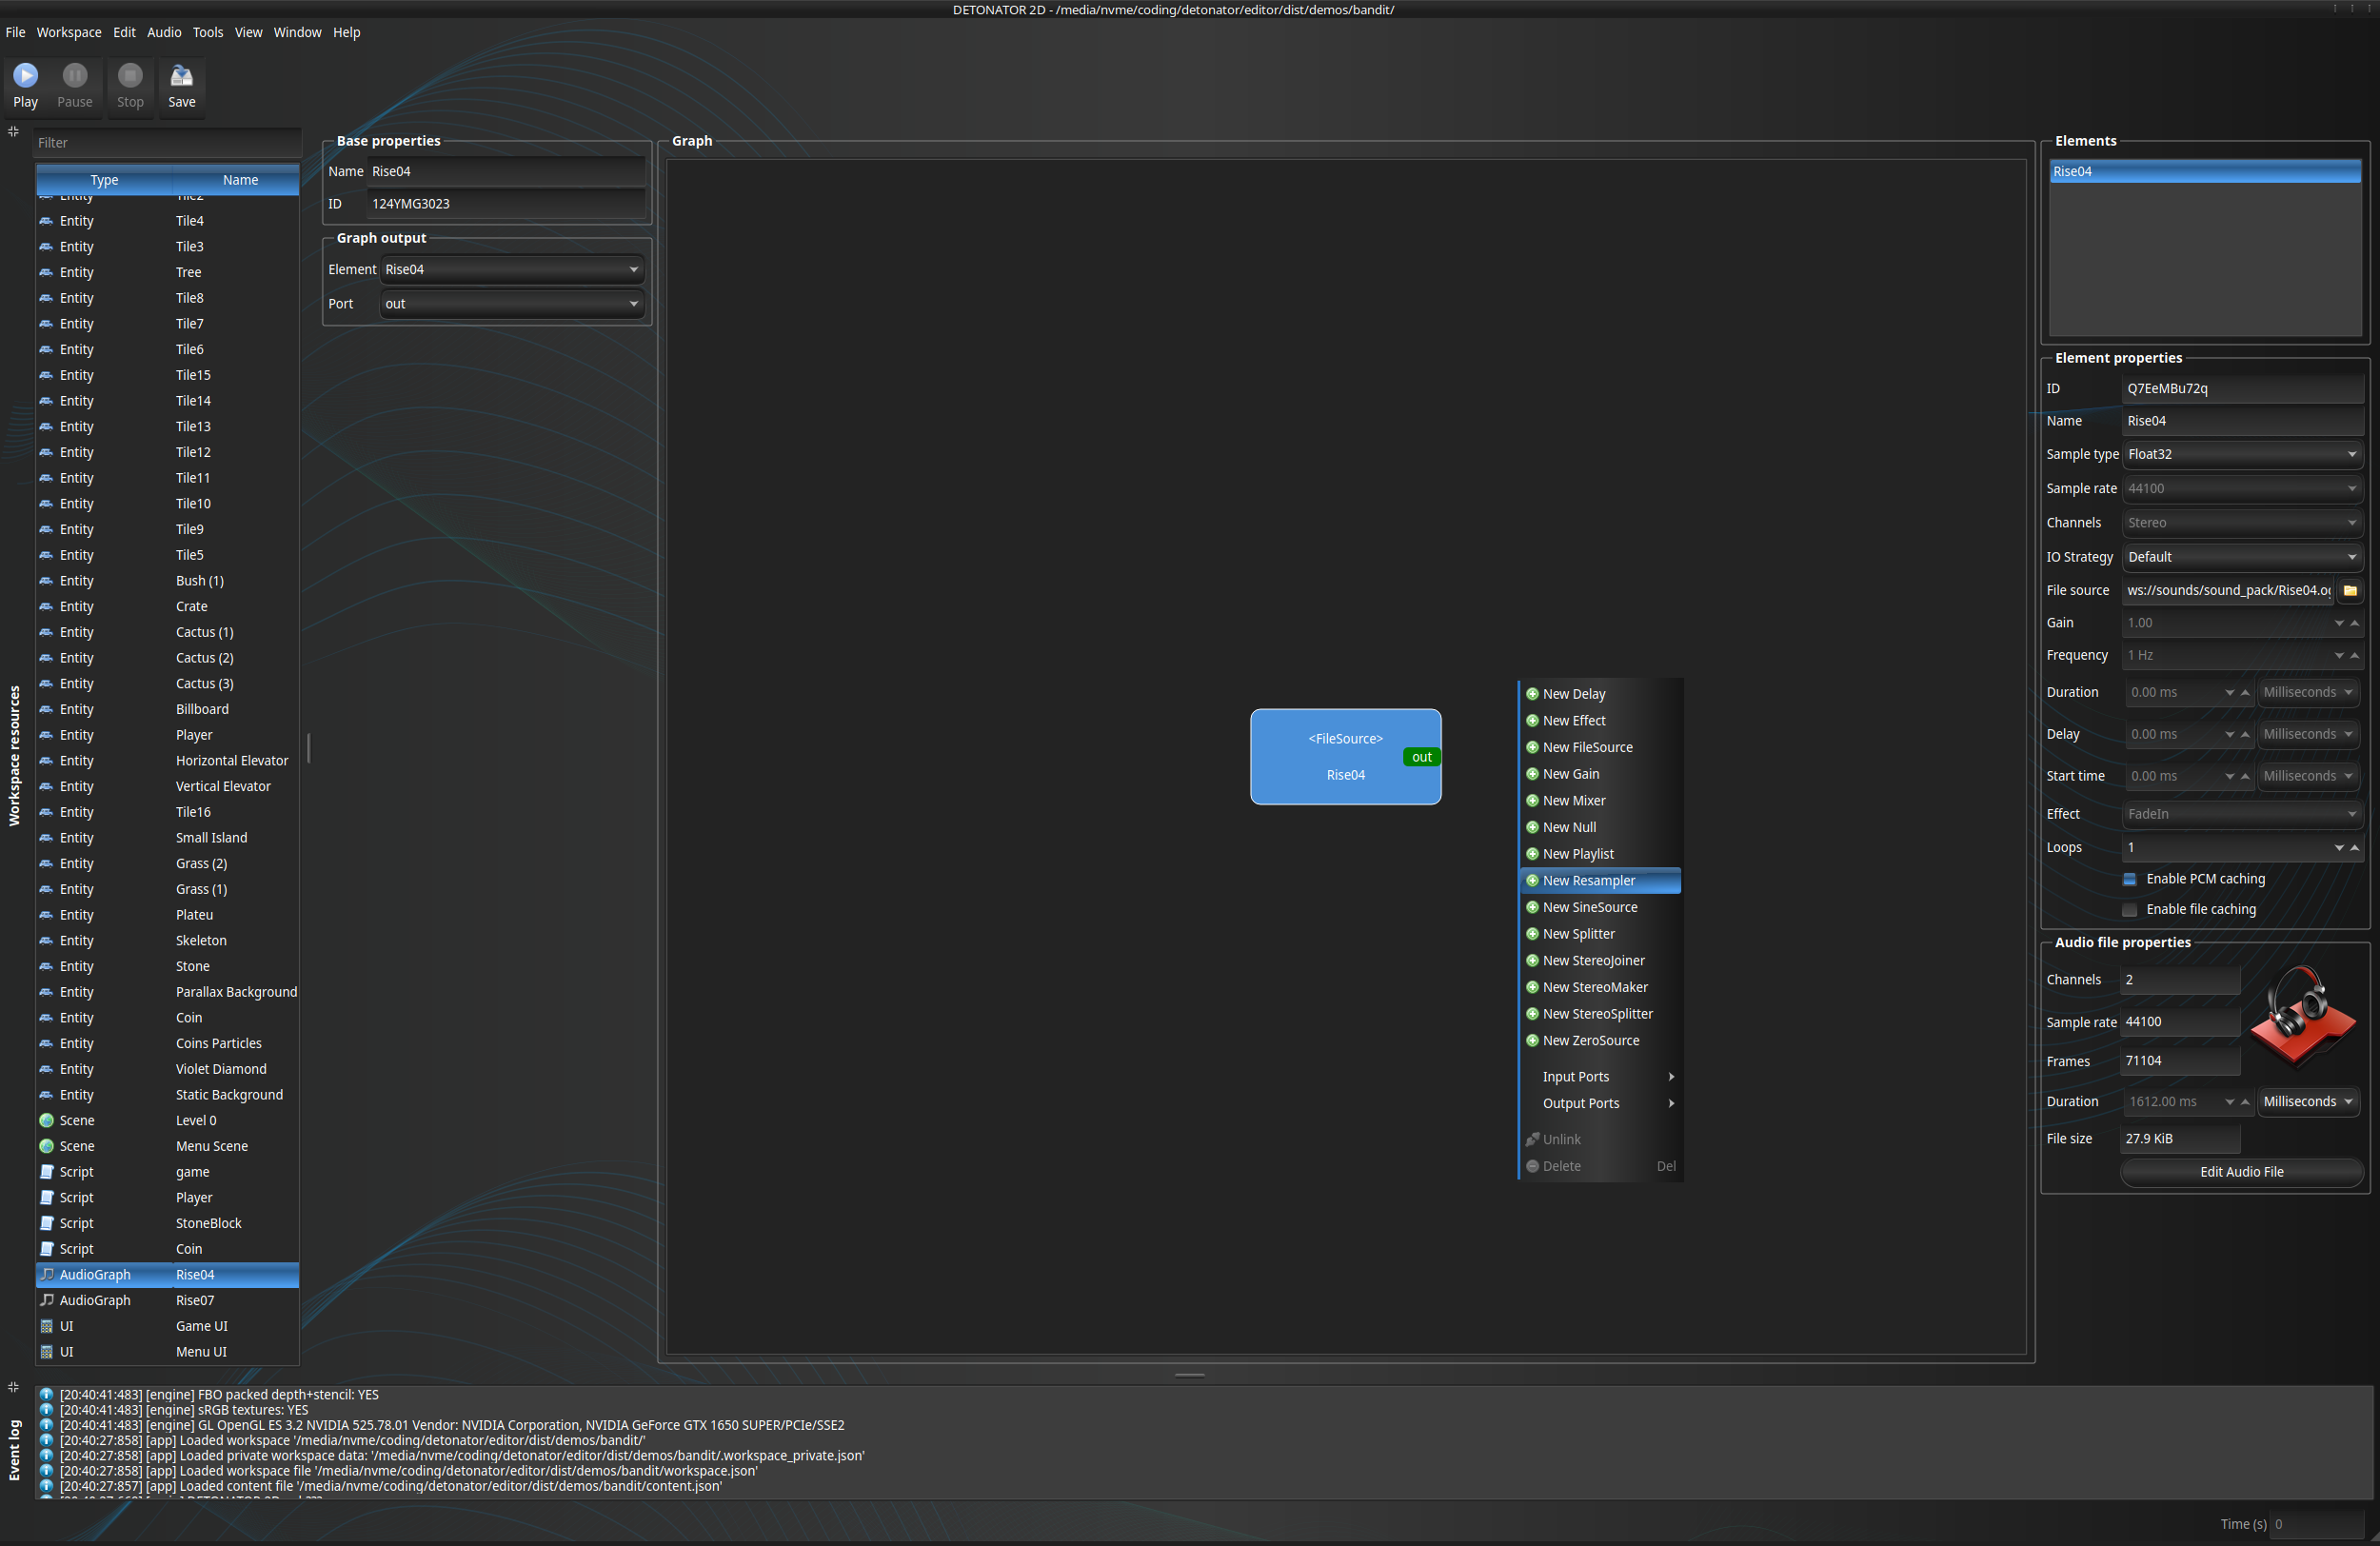 DETONATOR 2D - /media/nvme/coding/detonator/editor/dist/demos/bandit/
File Workspace Edit Audio Tools View Window Help
Play Pause Stop Save
Workspace resources
Filter
Type Name
Entity Tile2
Entity Tile4
Entity Tile3
Entity Tree
Entity Tile8
Entity Tile7
Entity Tile6
Entity Tile15
Entity Tile14
Entity Tile13
Entity Tile12
Entity Tile11
Entity Tile10
Entity Tile9
Entity Tile5
Entity Bush (1)
Entity Crate
Entity Cactus (1)
Entity Cactus (2)
Entity Cactus (3)
Entity Billboard
Entity Player
Entity Horizontal Elevator
Entity Vertical Elevator
Entity Tile16
Entity Small Island
Entity Grass (2)
Entity Grass (1)
Entity Plateu
Entity Skeleton
Entity Stone
Entity Parallax Background
Entity Coin
Entity Coins Particles
Entity Violet Diamond
Entity Static Background
Scene Level 0
Scene Menu Scene
Script game
Script Player
Script StoneBlock
Script Coin
AudioGraph Rise04
AudioGraph Rise07
UI Game UI
UI Menu UI
Base properties
Name Rise04
ID 124YMG3023
Graph output
Element Rise04
Port out
Graph
<FileSource>
out
Rise04
New Delay
New Effect
New FileSource
New Gain
New Mixer
New Null
New Playlist
New Resampler
New SineSource
New Splitter
New StereoJoiner
New StereoMaker
New StereoSplitter
New ZeroSource
Input Ports
Output Ports
Unlink
Delete Del
Elements
Rise04
Element properties
ID Q7EeMBu72q
Name Rise04
Sample type Float32
Sample rate 44100
Channels Stereo
IO Strategy Default
File source ws://sounds/sound_pack/Rise04.og
Gain 1.00
Frequency 1 Hz
Duration 0.00 ms Milliseconds
Delay 0.00 ms Milliseconds
Start time 0.00 ms Milliseconds
Effect FadeIn
Loops 1
Enable PCM caching
Enable file caching
Audio file properties
Channels 2
Sample rate 44100
Frames 71104
Duration 1612.00 ms Milliseconds
File size 27.9 KiB
Edit Audio File
Event log
[20:40:41:483] [engine] FBO packed depth+stencil: YES
[20:40:41:483] [engine] sRGB textures: YES
[20:40:41:483] [engine] GL OpenGL ES 3.2 NVIDIA 525.78.01 Vendor: NVIDIA Corporation, NVIDIA GeForce GTX 1650 SUPER/PCIe/SSE2
[20:40:27:858] [app] Loaded workspace '/media/nvme/coding/detonator/editor/dist/demos/bandit/'
[20:40:27:858] [app] Loaded private workspace data: '/media/nvme/coding/detonator/editor/dist/demos/bandit/.workspace_private.json'
[20:40:27:858] [app] Loaded workspace file '/media/nvme/coding/detonator/editor/dist/demos/bandit/workspace.json'
[20:40:27:857] [app] Loaded content file '/media/nvme/coding/detonator/editor/dist/demos/bandit/content.json'
Time (s) 0